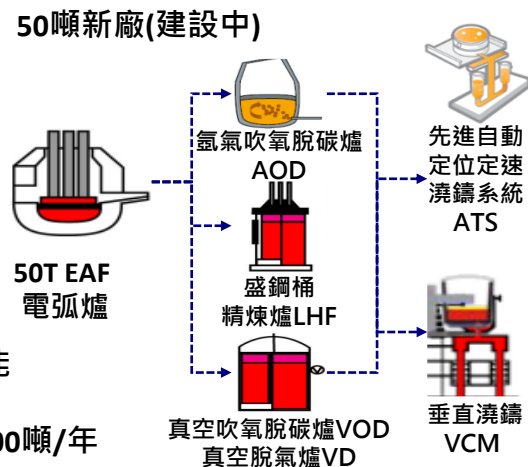 50噸新廠(建設中)
氬氣吹氧脫碳爐
AOD
先進自動
定位定速
澆鑄系統
ATS
50T EAF
電弧爐
盛鋼桶
精煉爐LHF
能
00噸/年
真空吹氧脫碳爐VOD
真空脫氣爐VD
垂直澆鑄
VCM